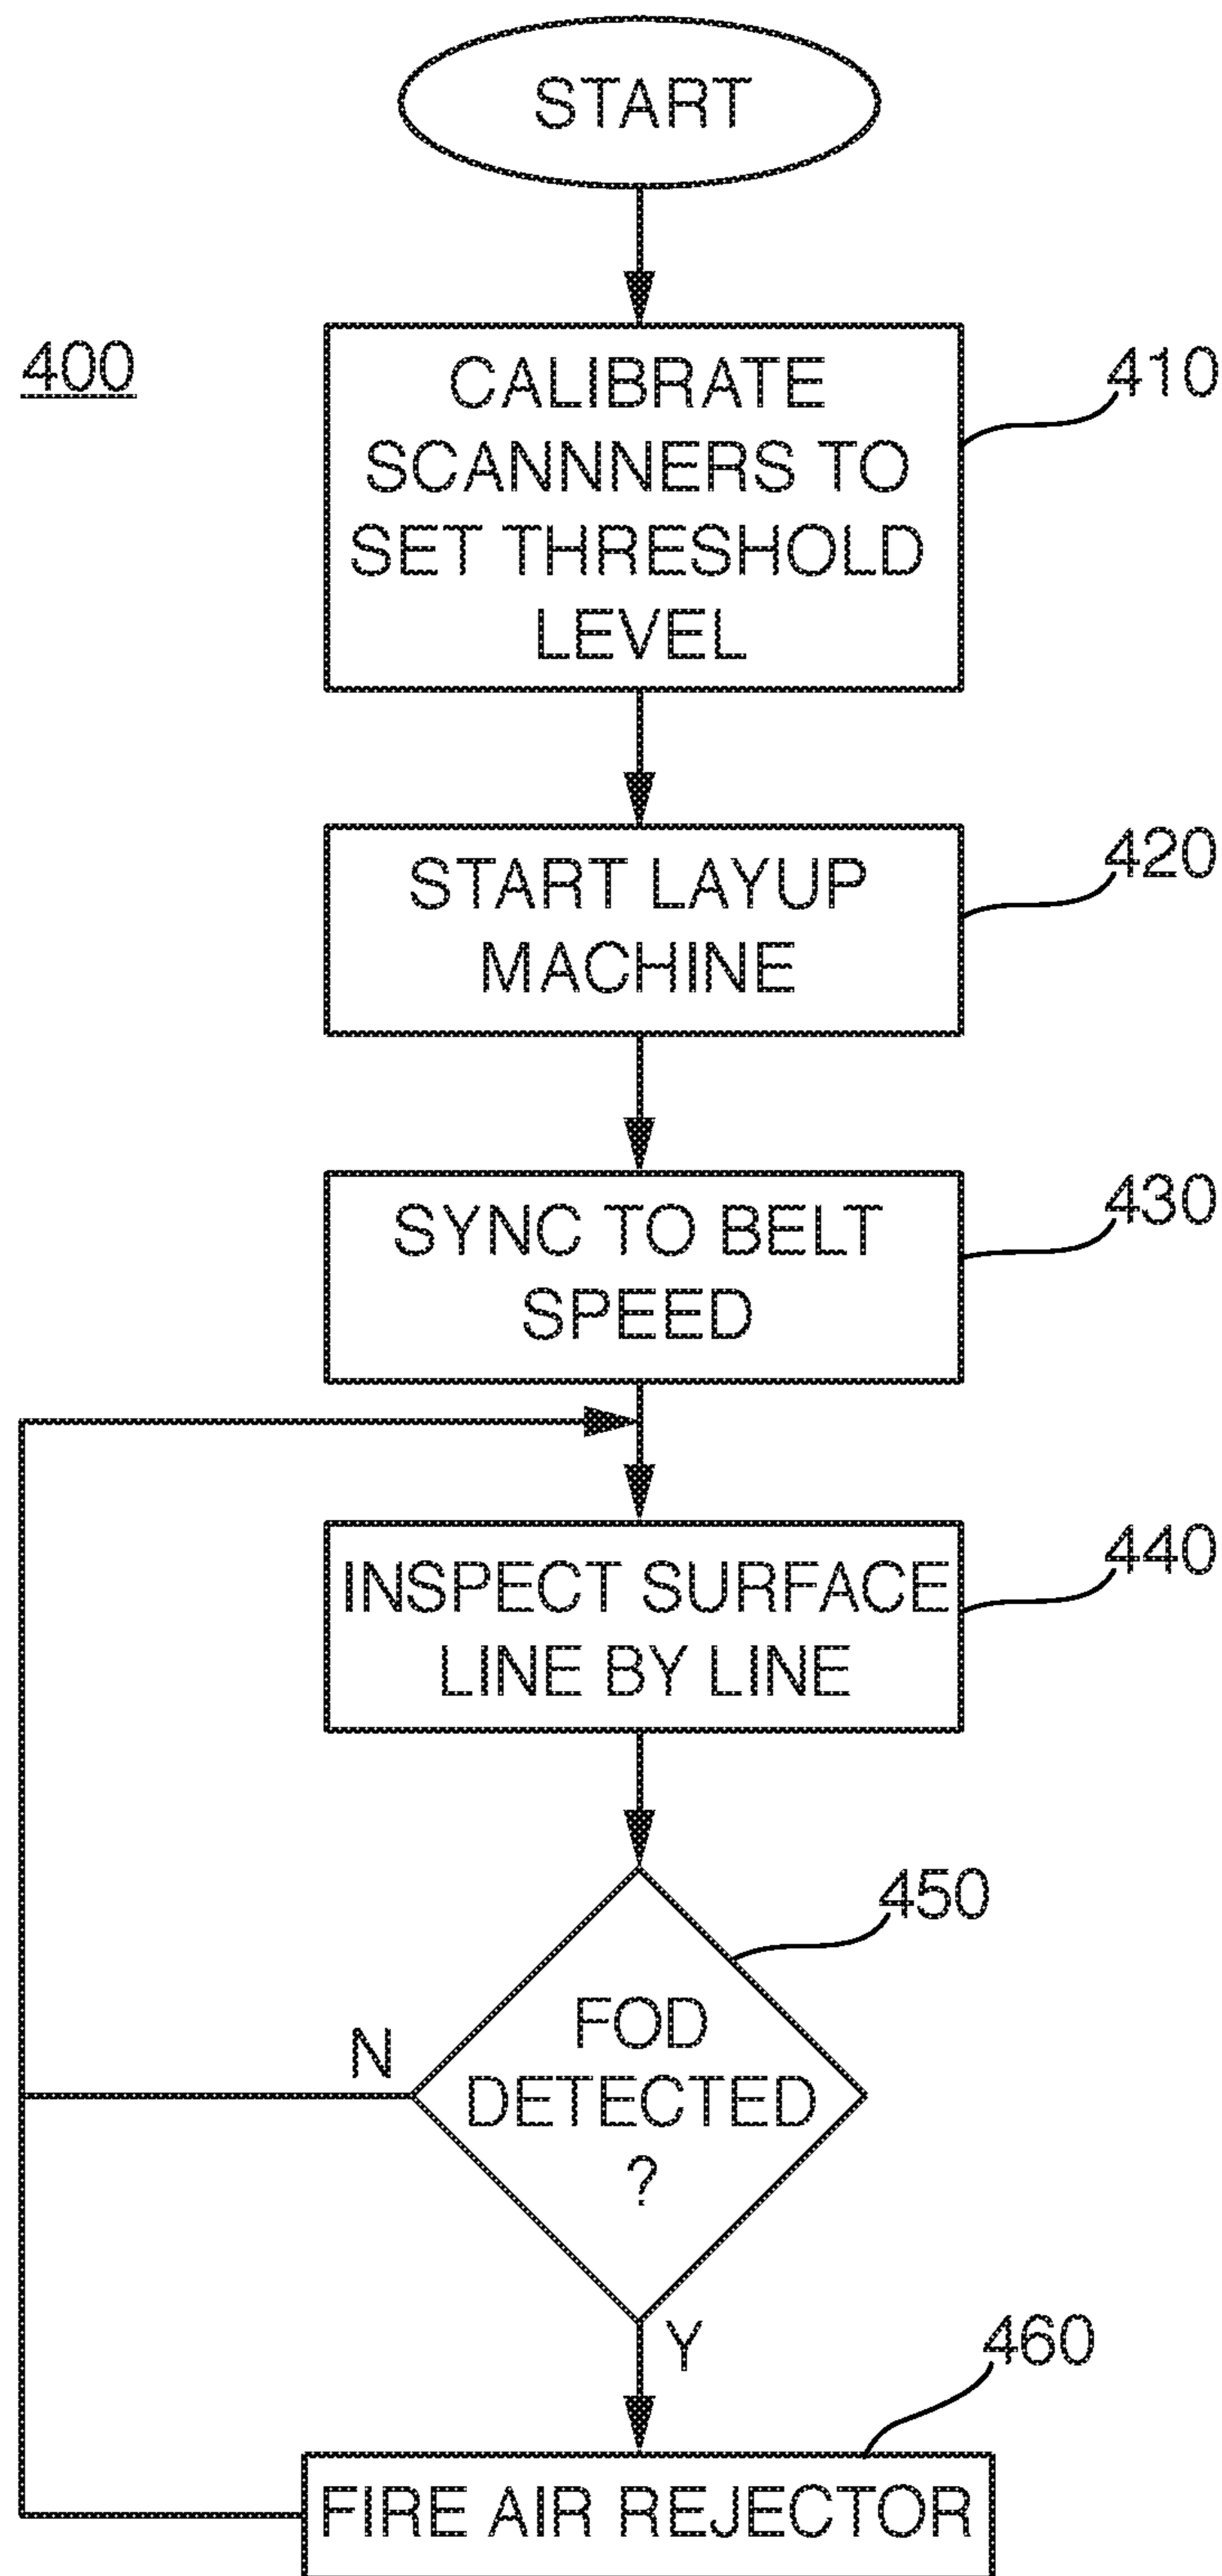 START
400
CALIBRATE
SCANNNERS TO
SET THRESHOLD
LEVEL
410
START LAYUP
MACHINE
420
SYNC TO BELT
SPEED
430
INSPECT SURFACE
LINE BY LINE
440
450
FOD
DETECTED
?
N
Y
460
FIRE AIR REJECTOR